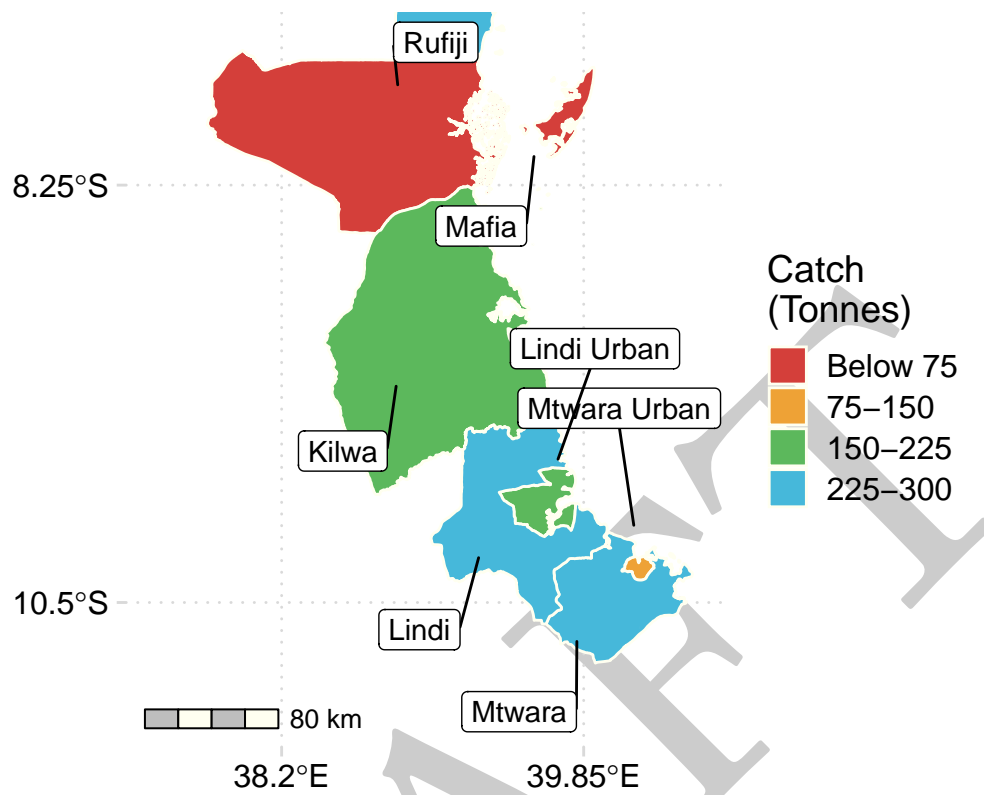 Rufiji
8.25°S
Mafia
Catch
(Tonnes)
Lindi Urban
Below 75
Mtwara Urban
75–150
Kilwa
150–225
225–300
10.5°S
Lindi
Mtwara
80 km
38.2°E
39.85°E
AFT